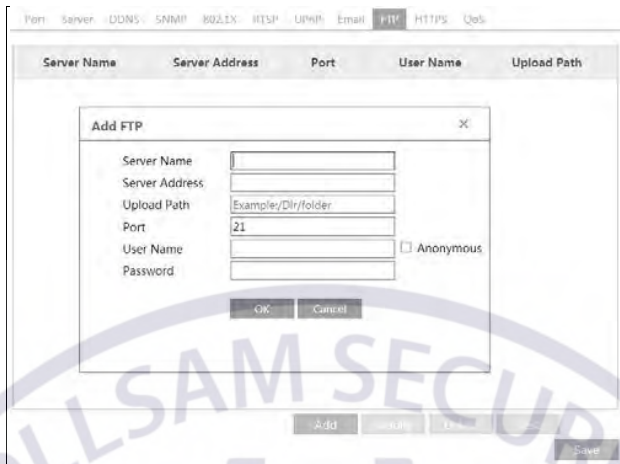 Port Server DDNS SNMP 802.1X RTSP UPNP Email FTP HTTPS QoS
Server Name Server Address Port User Name Upload Path
Add FTP ×
Server Name
Server Address
Upload Path Example:/Dir/folder
Port 21
User Name Anonymous
Password
OK Cancel
Add Modify
Save
LLSAM SECUR